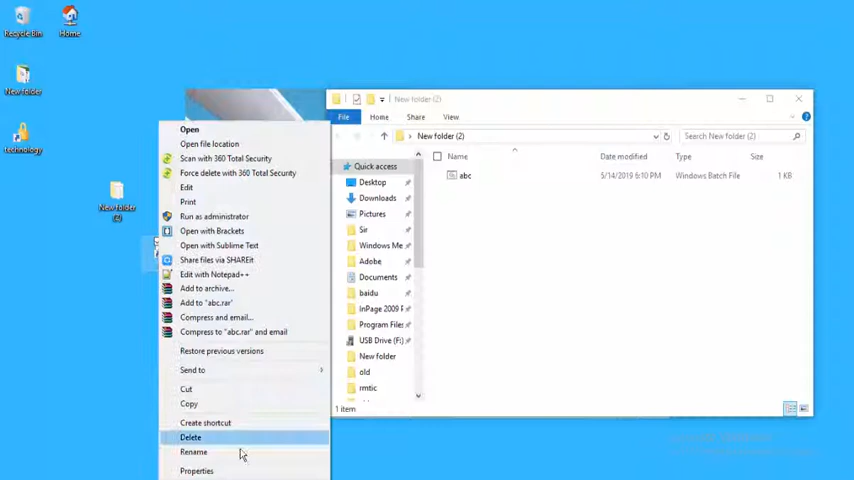 Recycle Bin
Home
New folder
technology
New folder
(2)
Open
Open file location
Scan with 360 Total Security
Force delete with 360 Total Security
Edit
Print
Run as administrator
Open with Brackets
Open with Sublime Text
Share files via SHAREit
Edit with Notepad++
Add to archive...
Add to "abc.rar"
Compress and email...
Compress to "abc.rar" and email
Restore previous versions
Send to
Cut
Copy
Create shortcut
Delete
Rename
Properties
New folder (2)
File
Home
Share
View
New folder (2)
Search New folder (2)
Name
Date modified
Type
Size
abc
5/14/2019 6:10 PM
Windows Batch File
1 KB
Quick access
Desktop
Downloads
Pictures
Sir
Windows Me
Adobe
Documents
baidu
InPage 2009 P
Program Files
USB Drive (F:)
New folder
old
rmtic
1 item